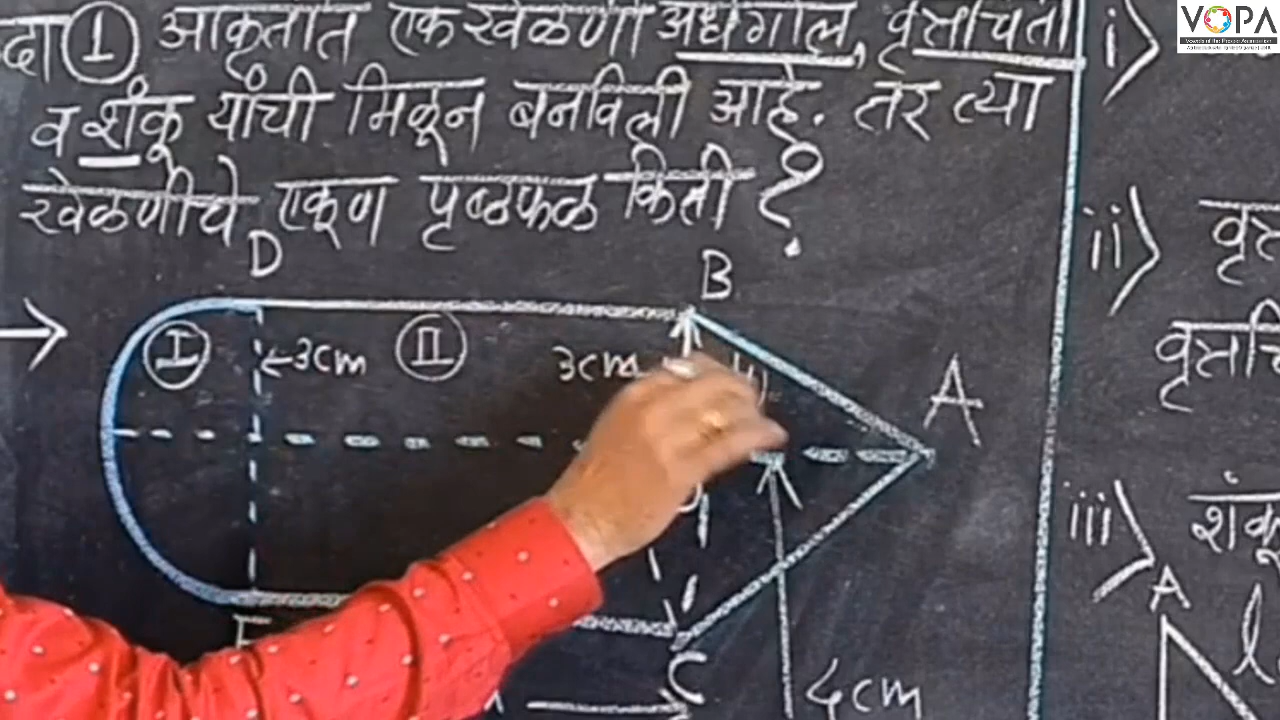 दा ① आकृतीत एक खेळणी अर्धगोल, वृत्तचिती
व शंकू यांची मिळून बनविली आहे. तर त्या
खेळणीचे एकूण पृष्ठफळ किती ?
D
B
I
←3cm
II
3cm
A
E
C
4cm
i)
ii) वृत्त
वृत्तचि
iii) शंकू
A
l
VOPA